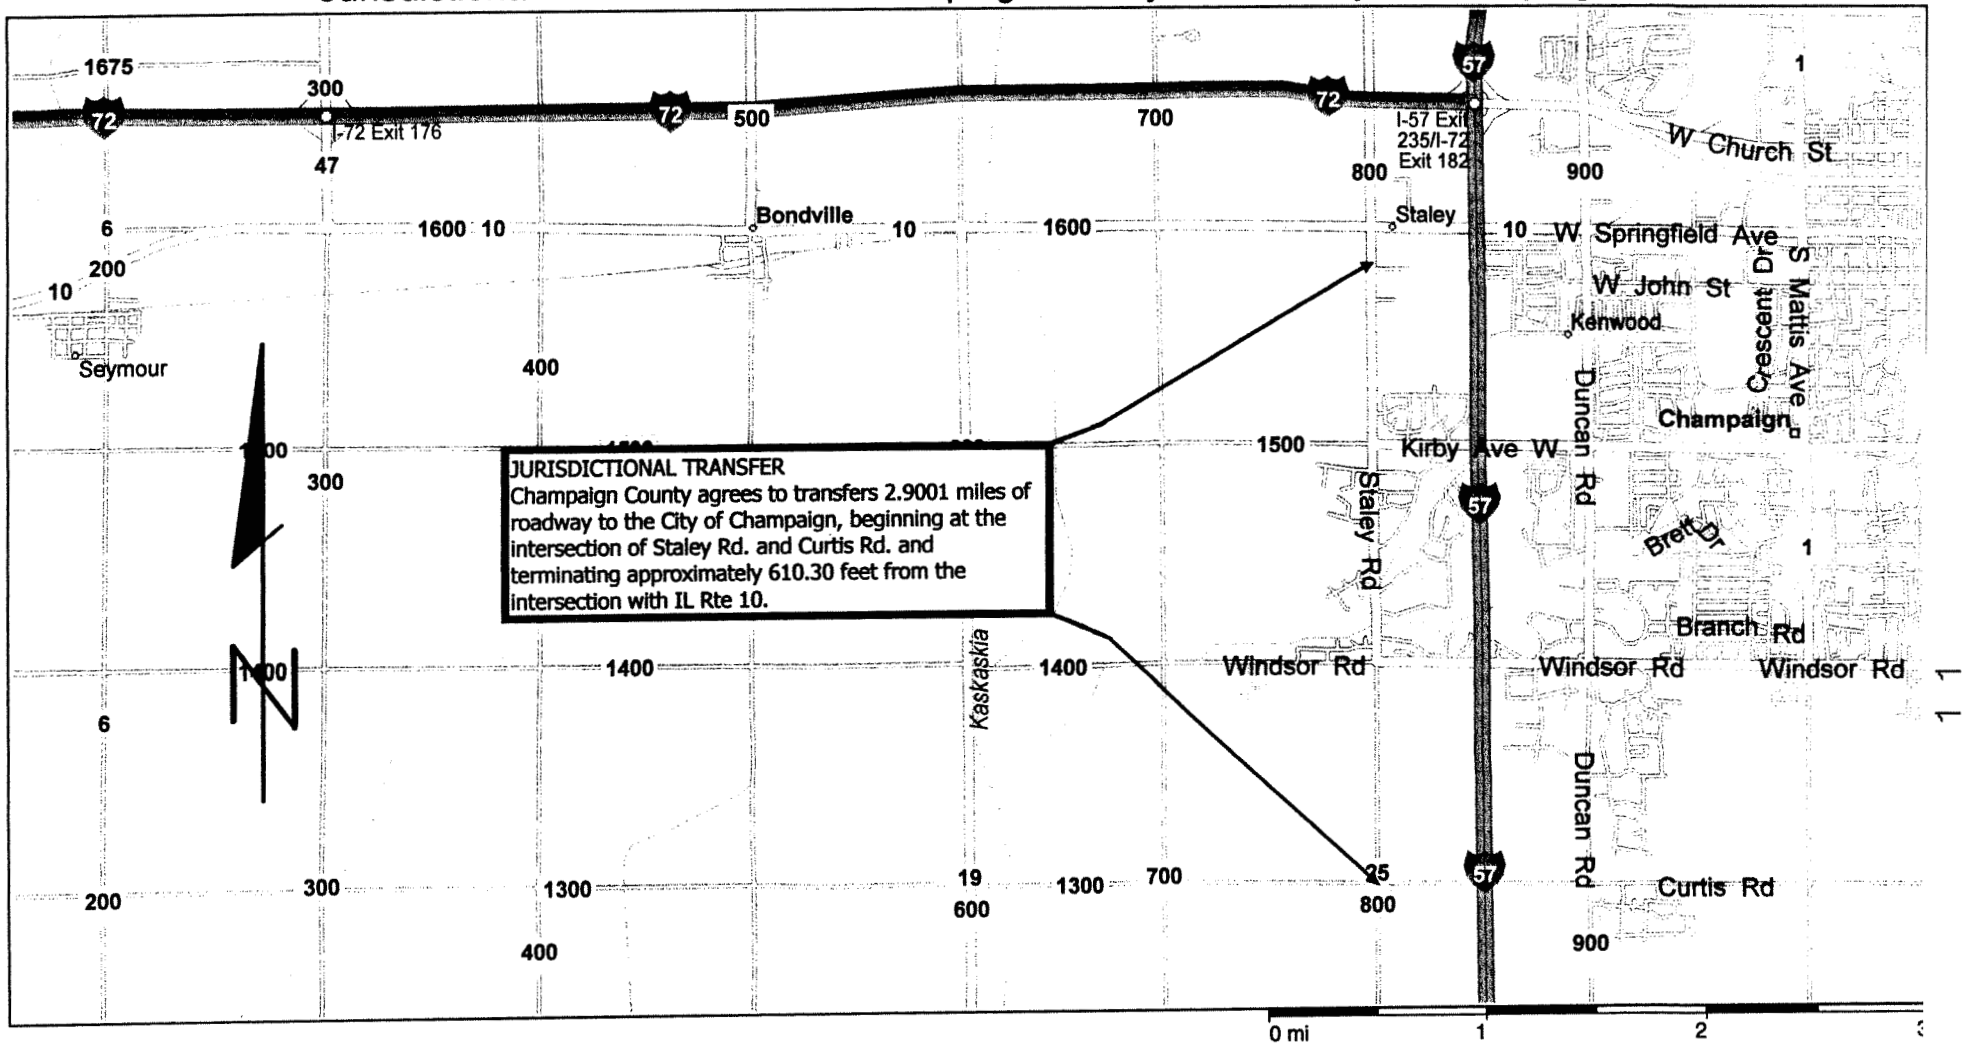 1675
300
57
1
72
72
72
500
700
I-72 Exit 176
47
I-57 Exit
235/I-72
Exit 182
800
900
W Church St
6
1600 10
Bondville
10
1600
Staley
10 W Springfield Ave
200
10
W John St
Crescent Dr
S Mattis Ave
Kenwood
Seymour
400
Duncan Rd
Champaign
1500
Kirby Ave W
300
JURISDICTIONAL TRANSFER
Champaign County agrees to transfers 2.9001 miles of
roadway to the City of Champaign, beginning at the
intersection of Staley Rd. and Curtis Rd. and
terminating approximately 610.30 feet from the
intersection with IL Rte 10.
Staley Rd
57
Brett Dr
1
Branch Rd
N
1400
1400
1400
Kaskaskia
Windsor Rd
Windsor Rd
Windsor Rd
6
11
Duncan Rd
200
300
1300
19
1300
700
25
57
Curtis Rd
600
800
400
900
0 mi
1
2